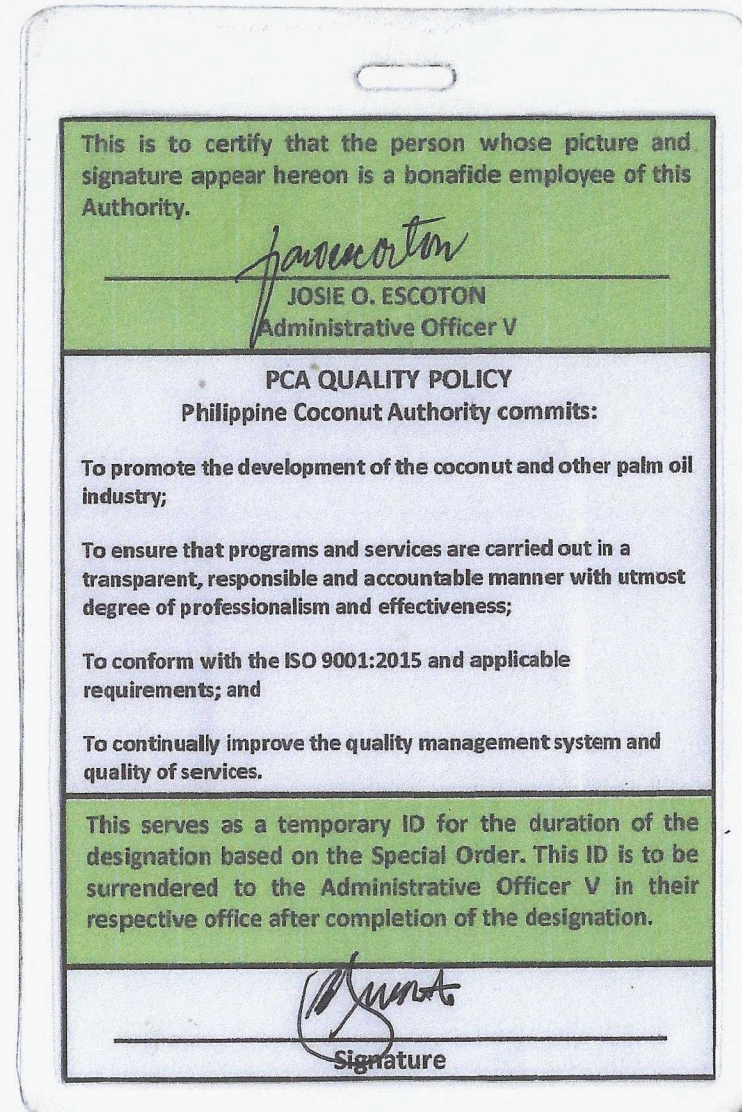 This is to certify that the person whose picture and
signature appear hereon is a bonafide employee of this
Authority.
JOSIE O. ESCOTON
Administrative Officer V
PCA QUALITY POLICY
Philippine Coconut Authority commits:
To promote the development of the coconut and other palm oil
industry;
To ensure that programs and services are carried out in a
transparent, responsible and accountable manner with utmost
degree of professionalism and effectiveness;
To conform with the ISO 9001:2015 and applicable
requirements; and
To continually improve the quality management system and
quality of services.
This serves as a temporary ID for the duration of the
designation based on the Special Order. This ID is to be
surrendered to the Administrative Officer V in their
respective office after completion of the designation.
Signature